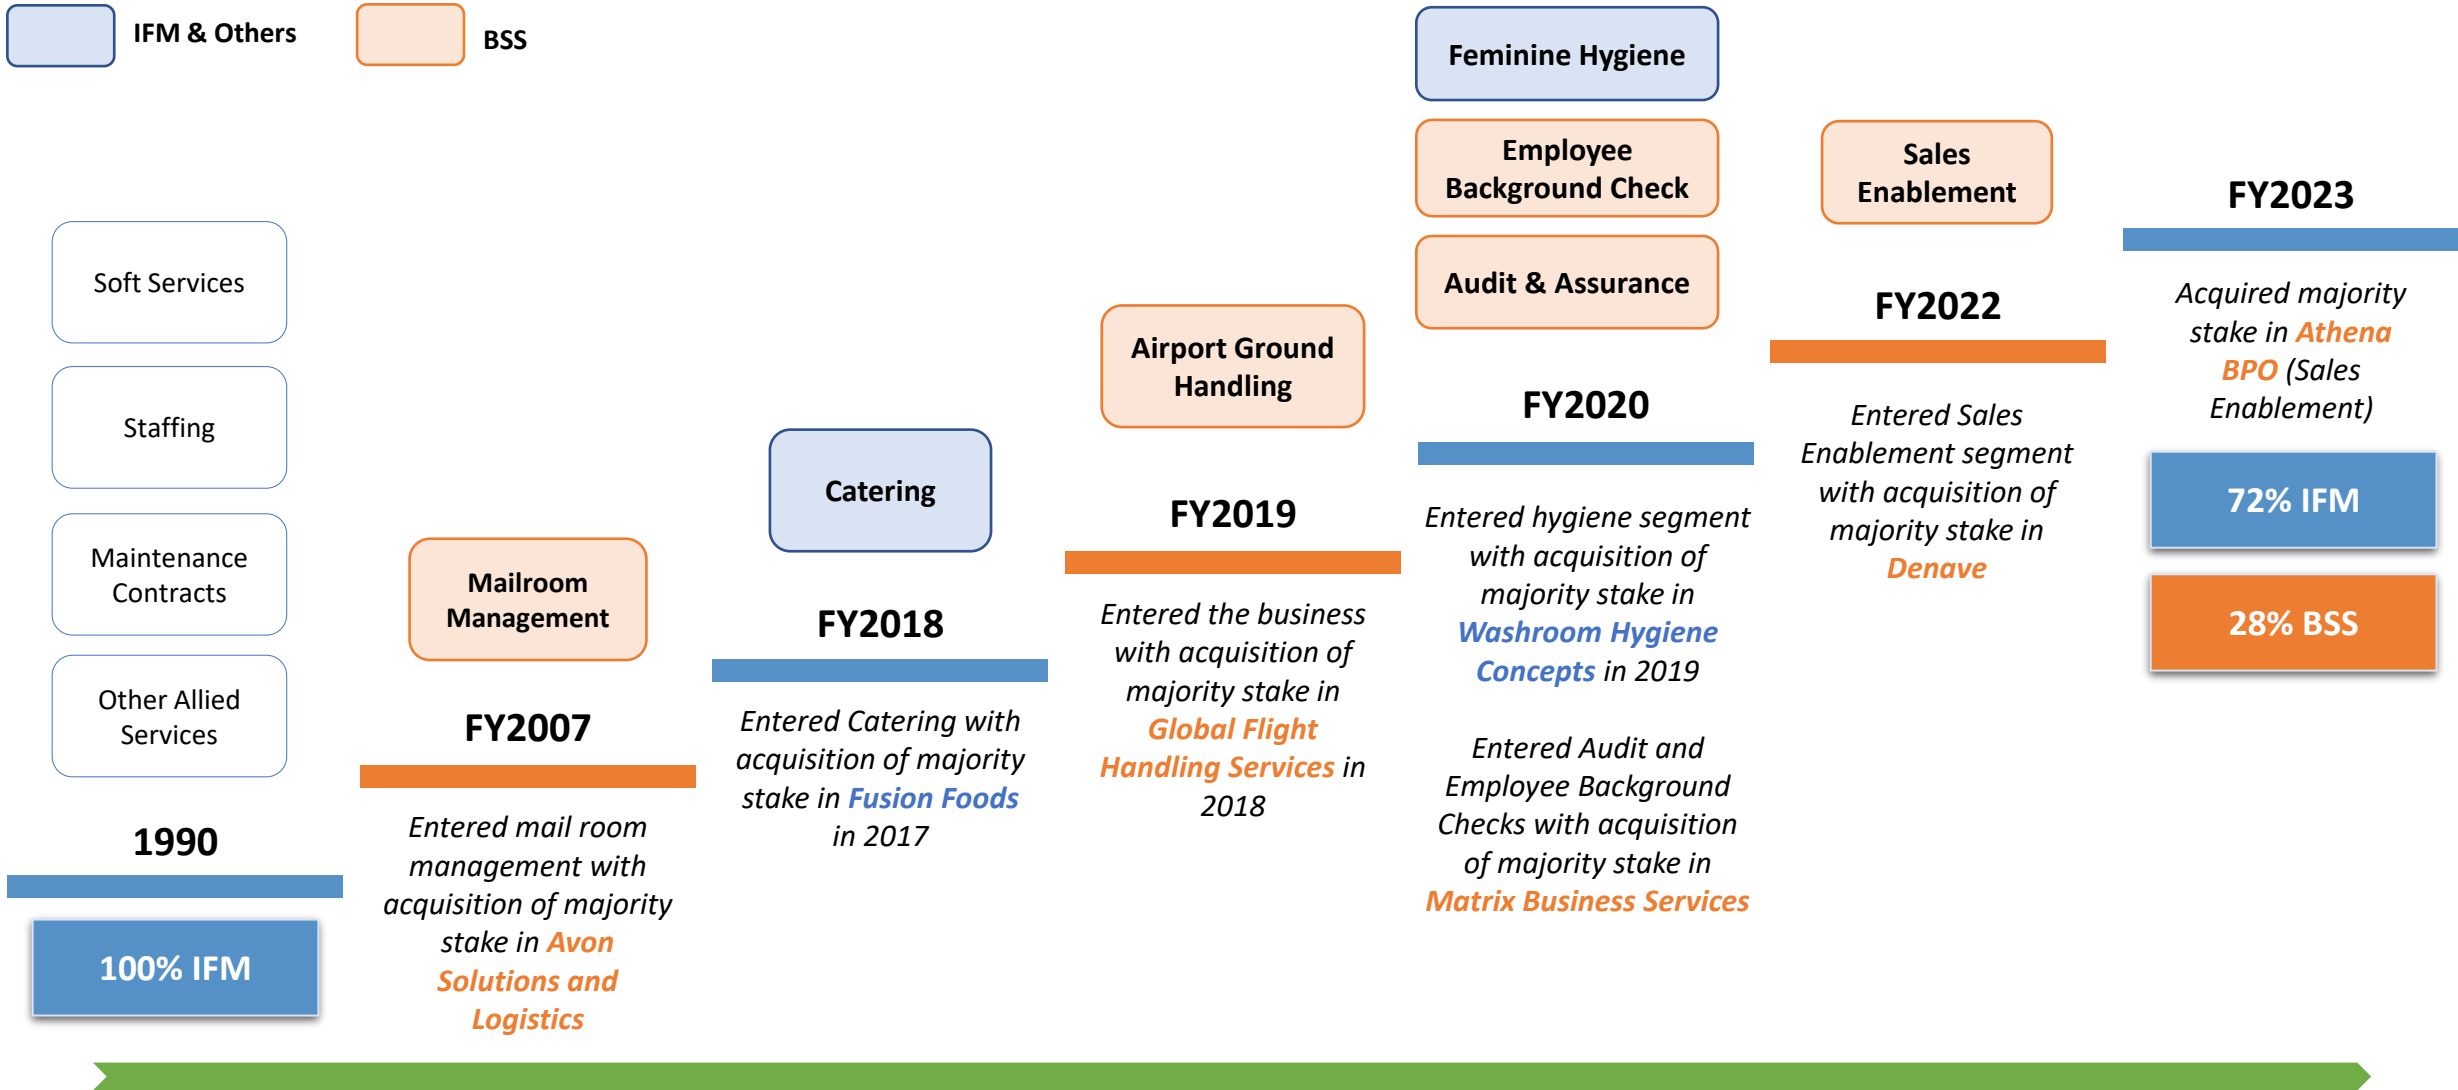 IFM & Others
BSS
Soft Services
Staffing
Maintenance
Contracts
Other Allied
Services
1990
100% IFM
Mailroom
Management
FY2007
Entered mail room
management with
acquisition of majority
stake in Avon
Solutions and
Logistics
Catering
FY2018
Entered Catering with
acquisition of majority
stake in Fusion Foods
in 2017
Airport Ground
Handling
FY2019
Entered the business
with acquisition of
majority stake in
Global Flight
Handling Services in
2018
Feminine Hygiene
Employee
Background Check
Audit & Assurance
FY2020
Entered hygiene segment
with acquisition of
majority stake in
Washroom Hygiene
Concepts in 2019
Entered Audit and
Employee Background
Checks with acquisition
of majority stake in
Matrix Business Services
Sales
Enablement
FY2022
Entered Sales
Enablement segment
with acquisition of
majority stake in
Denave
FY2023
Acquired majority
stake in Athena
BPO (Sales
Enablement)
72% IFM
28% BSS